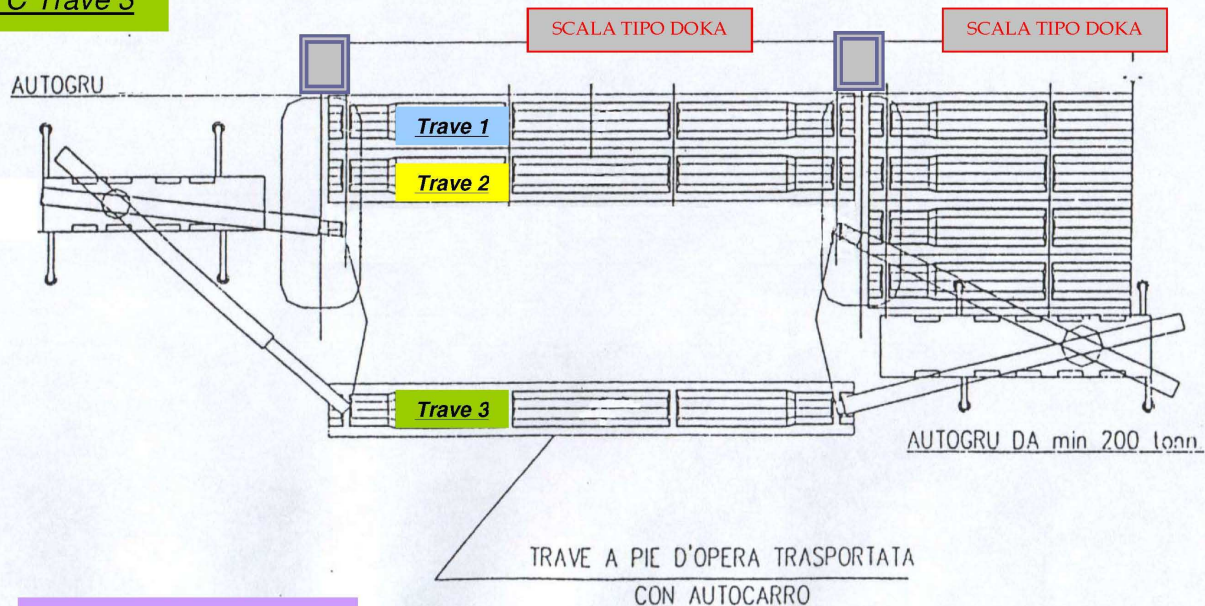 C Trave 3
SCALA TIPO DOKA
SCALA TIPO DOKA
AUTOGRU
Trave 1
Trave 2
Trave 3
AUTOGRU DA min 200 tonn.
TRAVE A PIE D'OPERA TRASPORTATA
CON AUTOCARRO